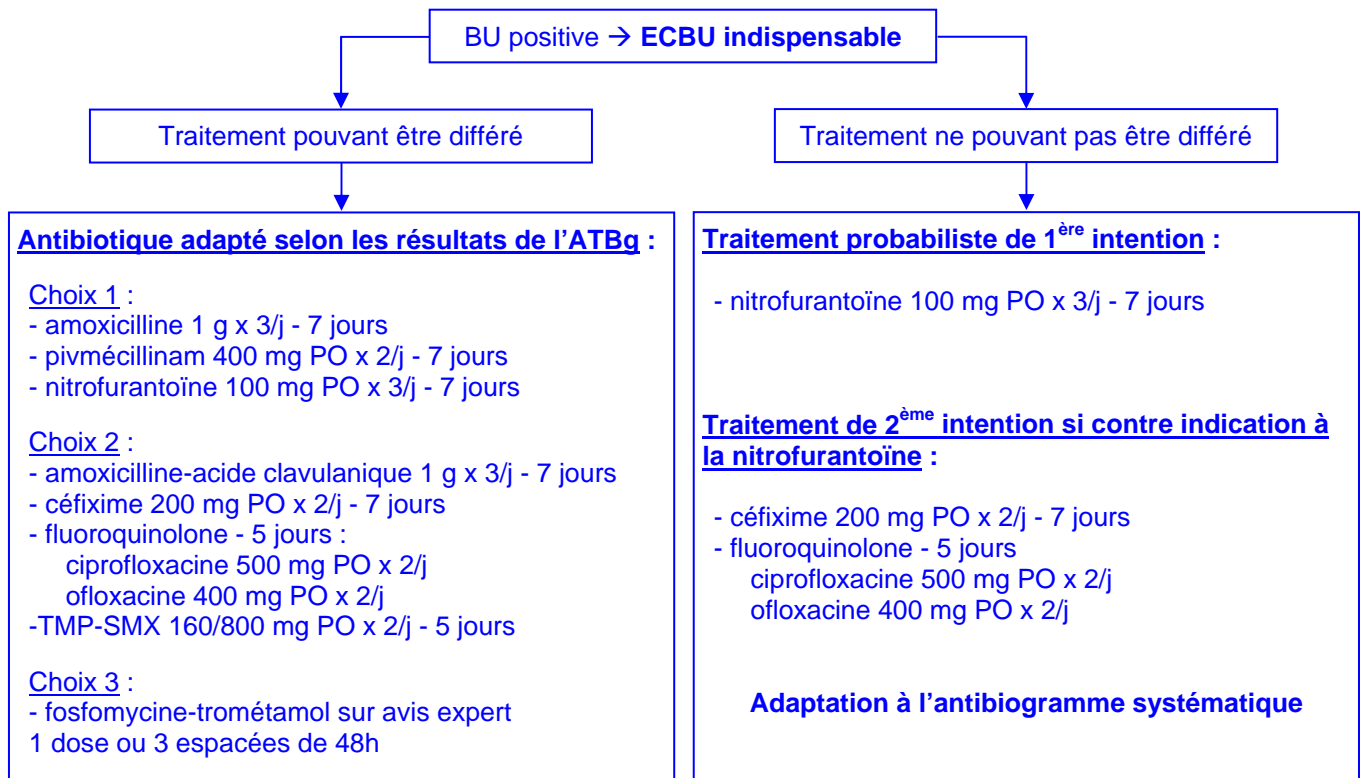 BU positive → ECBU indispensable
Traitement pouvant être différé
Traitement ne pouvant pas être différé
Antibiotique adapté selon les résultats de l’ATBg :
Choix 1 :
- amoxicilline 1 g x 3/j - 7 jours
- pivmécillinam 400 mg PO x 2/j - 7 jours
- nitrofurantoïne 100 mg PO x 3/j - 7 jours
Choix 2 :
- amoxicilline-acide clavulanique 1 g x 3/j - 7 jours
- céfixime 200 mg PO x 2/j - 7 jours
- fluoroquinolone - 5 jours :
ciprofloxacine 500 mg PO x 2/j
ofloxacine 400 mg PO x 2/j
-TMP-SMX 160/800 mg PO x 2/j - 5 jours
Choix 3 :
- fosfomycine-trométamol sur avis expert
1 dose ou 3 espacées de 48h
Traitement probabiliste de 1ère intention :
- nitrofurantoïne 100 mg PO x 3/j - 7 jours
Traitement de 2ème intention si contre indication à
la nitrofurantoïne :
- céfixime 200 mg PO x 2/j - 7 jours
- fluoroquinolone - 5 jours
ciprofloxacine 500 mg PO x 2/j
ofloxacine 400 mg PO x 2/j
Adaptation à l’antibiogramme systématique